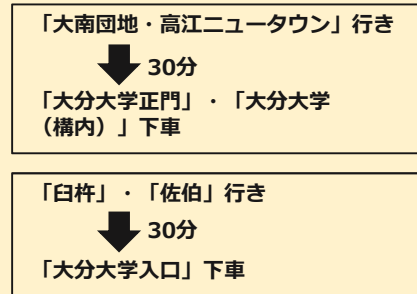 「大南団地・高江ニュータウン」行き
30分
「大分大学正門」・「大分大学
（構内）」下車
「臼杵」・「佐伯」行き
30分
「大分大学入口」下車